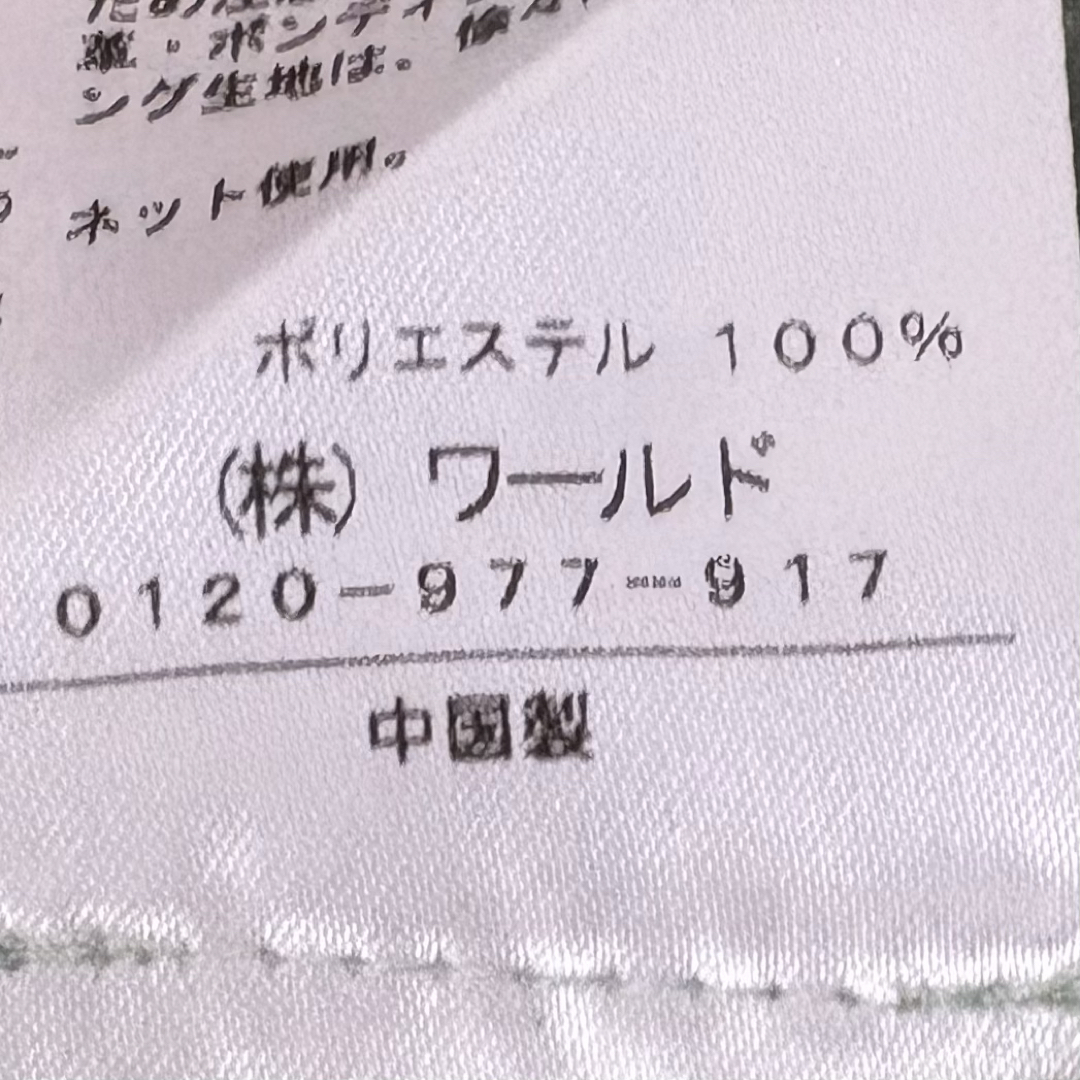 ング生地は。
ネット使用。
ポリエステル 100%
(株) ワールド
0120-977-917
中国製